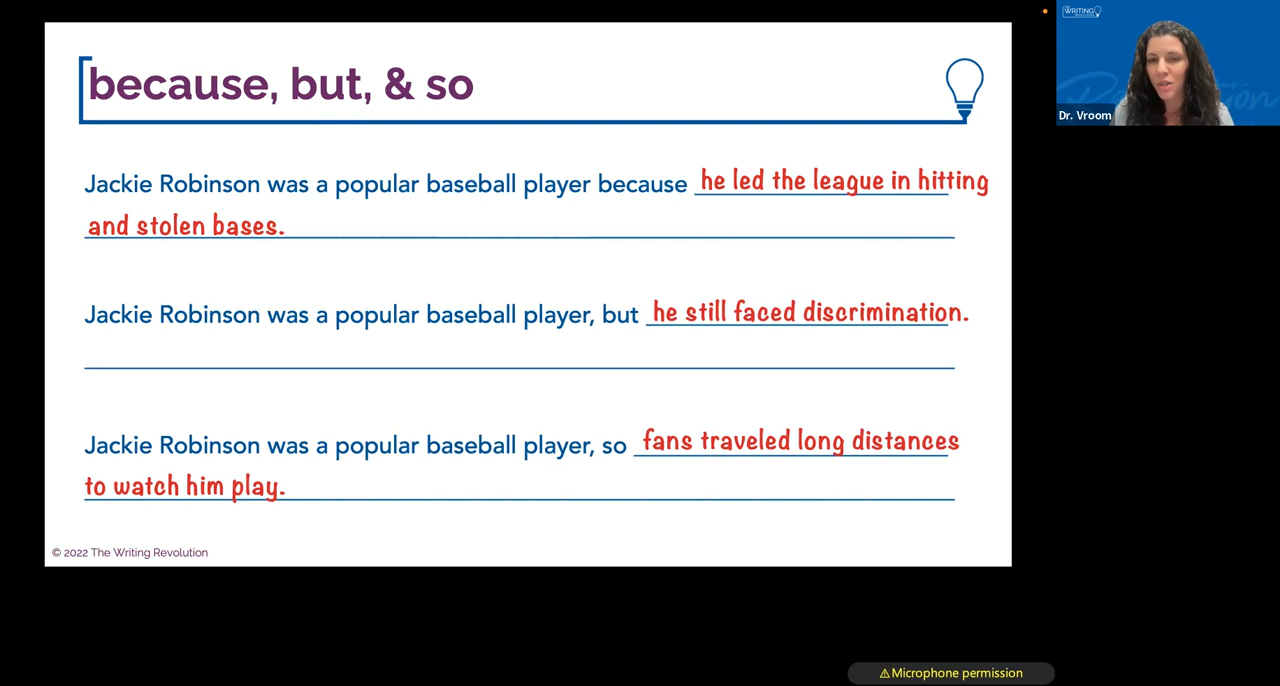 because, but, & so
Jackie Robinson was a popular baseball player because he led the league in hitting
and stolen bases.
Jackie Robinson was a popular baseball player, but he still faced discrimination.
Jackie Robinson was a popular baseball player, so fans traveled long distances
to watch him play.
© 2022 The Writing Revolution
WRITING
Dr. Vroom
⚠Microphone permission